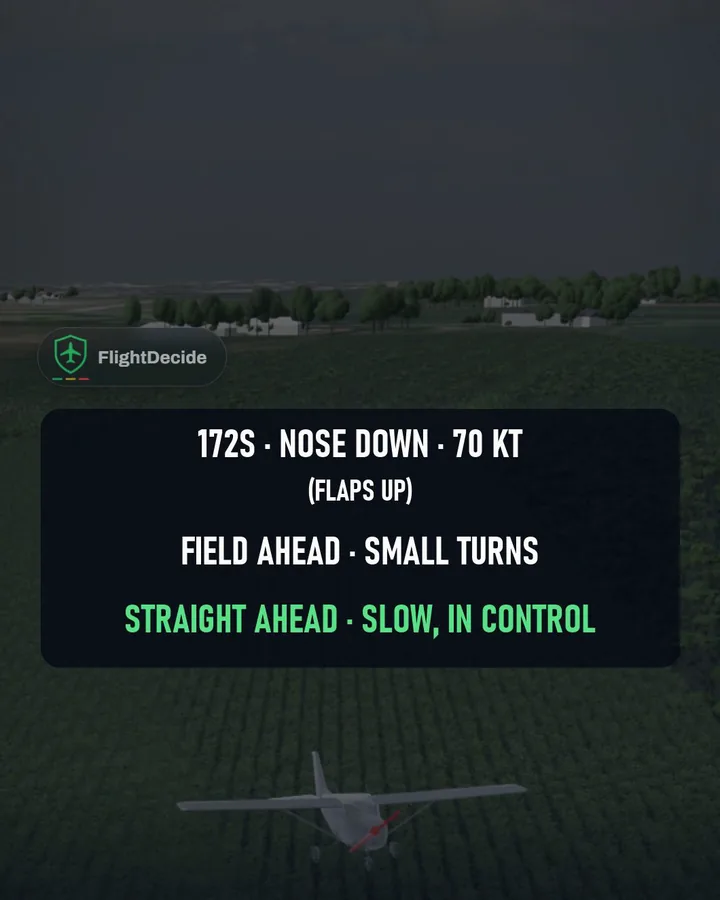 FlightDecide
172S · NOSE DOWN · 70 KT
(FLAPS UP)
FIELD AHEAD · SMALL TURNS
STRAIGHT AHEAD · SLOW, IN CONTROL